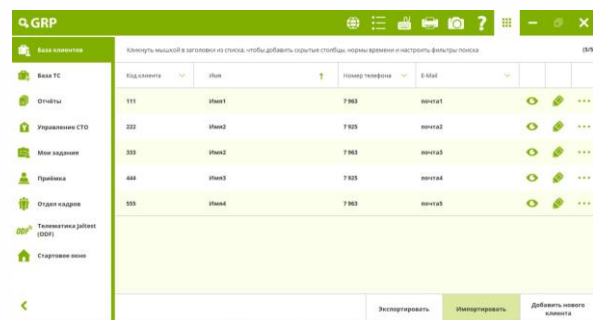 GRP
База клиентов
Кликнуть мышкой в заголовки из списка, чтобы добавить скрытые столбцы, нормы времени и настроить фильтры поиска (5/5
База ТС
Код клиента Имя Номер телефона E-Mail
Отчёты
111 Имя1 7 963 почта1
Управление СТО
222 Имя2 7 925 почта2
Мои задания
333 Имя2 7 963 почта3
Приёмка
444 Имя3 7 925 почта4
Отдел кадров
555 Имя4 7 963 почта5
Телематика Jaltest
(ODF)
Стартовое окно
Экспортировать Импортировать Добавить нового
клиента